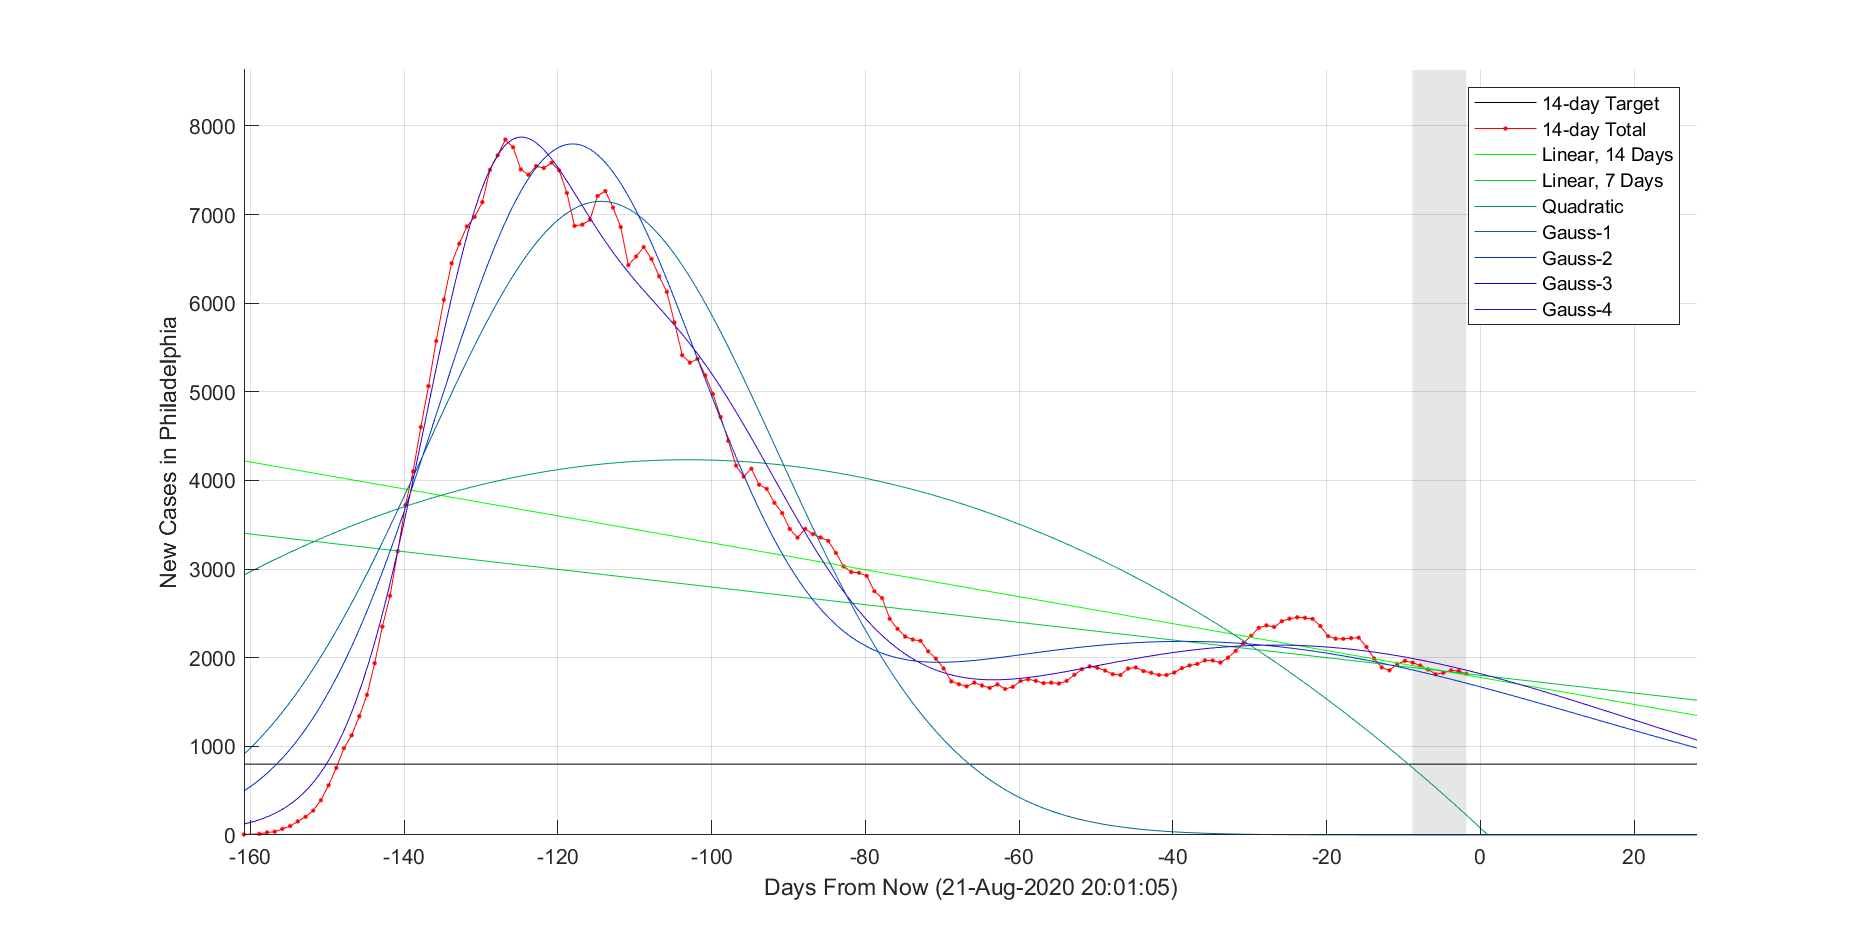 New Cases in Philadelphia
8000
7000
6000
5000
4000
3000
2000
1000
0
-160 -140 -120 -100 -80 -60 -40 -20 0 20
Days From Now (21-Aug-2020 20:01:05)
14-day Target
14-day Total
Linear, 14 Days
Linear, 7 Days
Quadratic
Gauss-1
Gauss-2
Gauss-3
Gauss-4